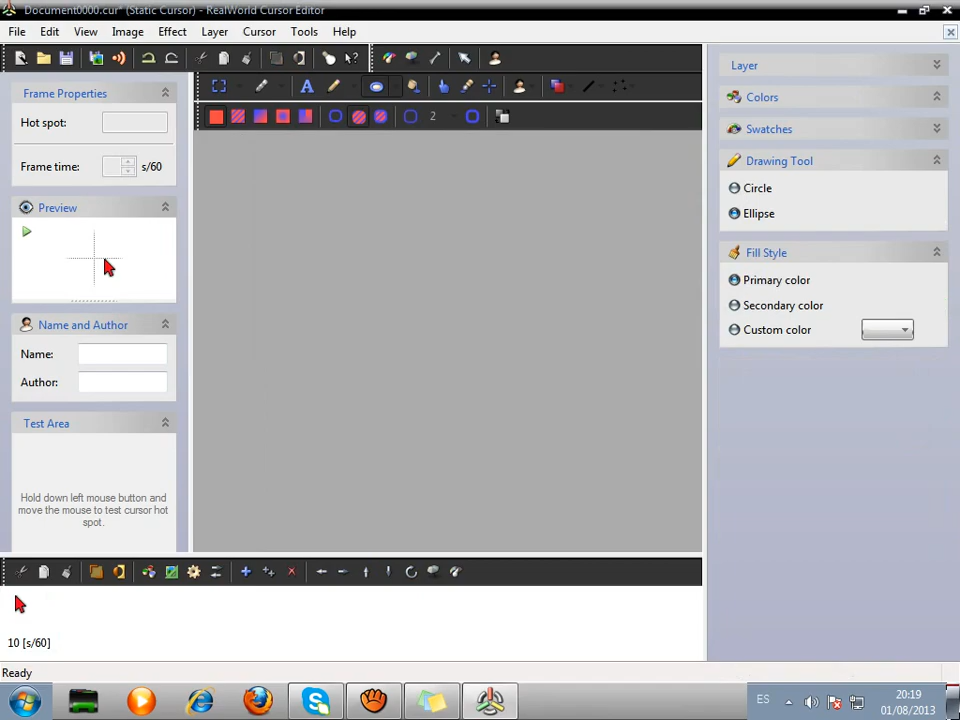 Document0000.cur* (Static Cursor) - RealWorld Cursor Editor
File Edit View Image Effect Layer Cursor Tools Help
Frame Properties
Hot spot:
Frame time: s/60
Preview
Name and Author
Name:
Author:
Test Area
Hold down left mouse button and
move the mouse to test cursor hot
spot.
A
2
Layer
Colors
Swatches
Drawing Tool
Circle
Ellipse
Fill Style
Primary color
Secondary color
Custom color
10 [s/60]
Ready
ES
20:19
01/08/2013